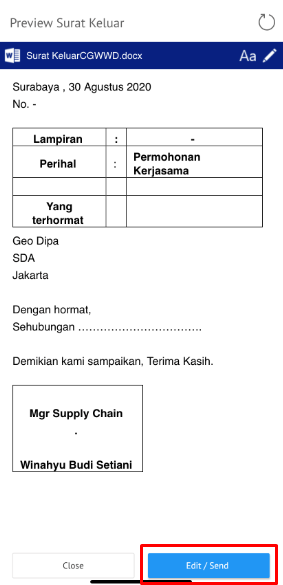 Preview Surat Keluar
Surat KeluarCGWWD.docx
Aa
Surabaya , 30 Agustus 2020
No. -
Lampiran : -
Perihal : Permohonan
Kerjasama
Yang
terhormat
Geo Dipa
SDA
Jakarta
Dengan hormat,
Sehubungan ……………………………
Demikian kami sampaikan, Terima Kasih.
Mgr Supply Chain
.
Winahyu Budi Setiani
Close
Edit / Send